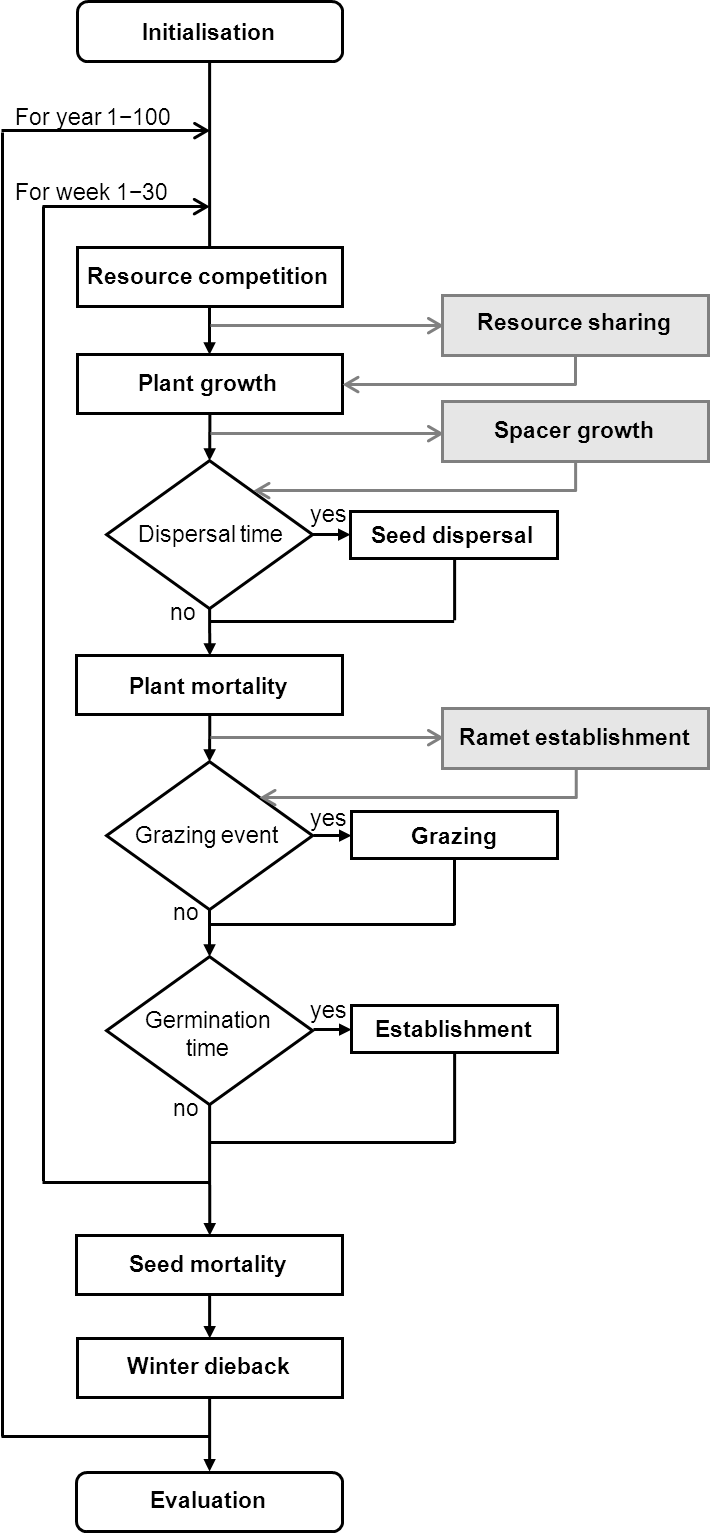 Initialisation
For year 1−100
For week 1−30
Resource competition
Resource sharing
Plant growth
Spacer growth
Dispersal time
yes
Seed dispersal
no
Plant mortality
Ramet establishment
Grazing event
yes
Grazing
no
Germination
time
yes
Establishment
no
Seed mortality
Winter dieback
Evaluation